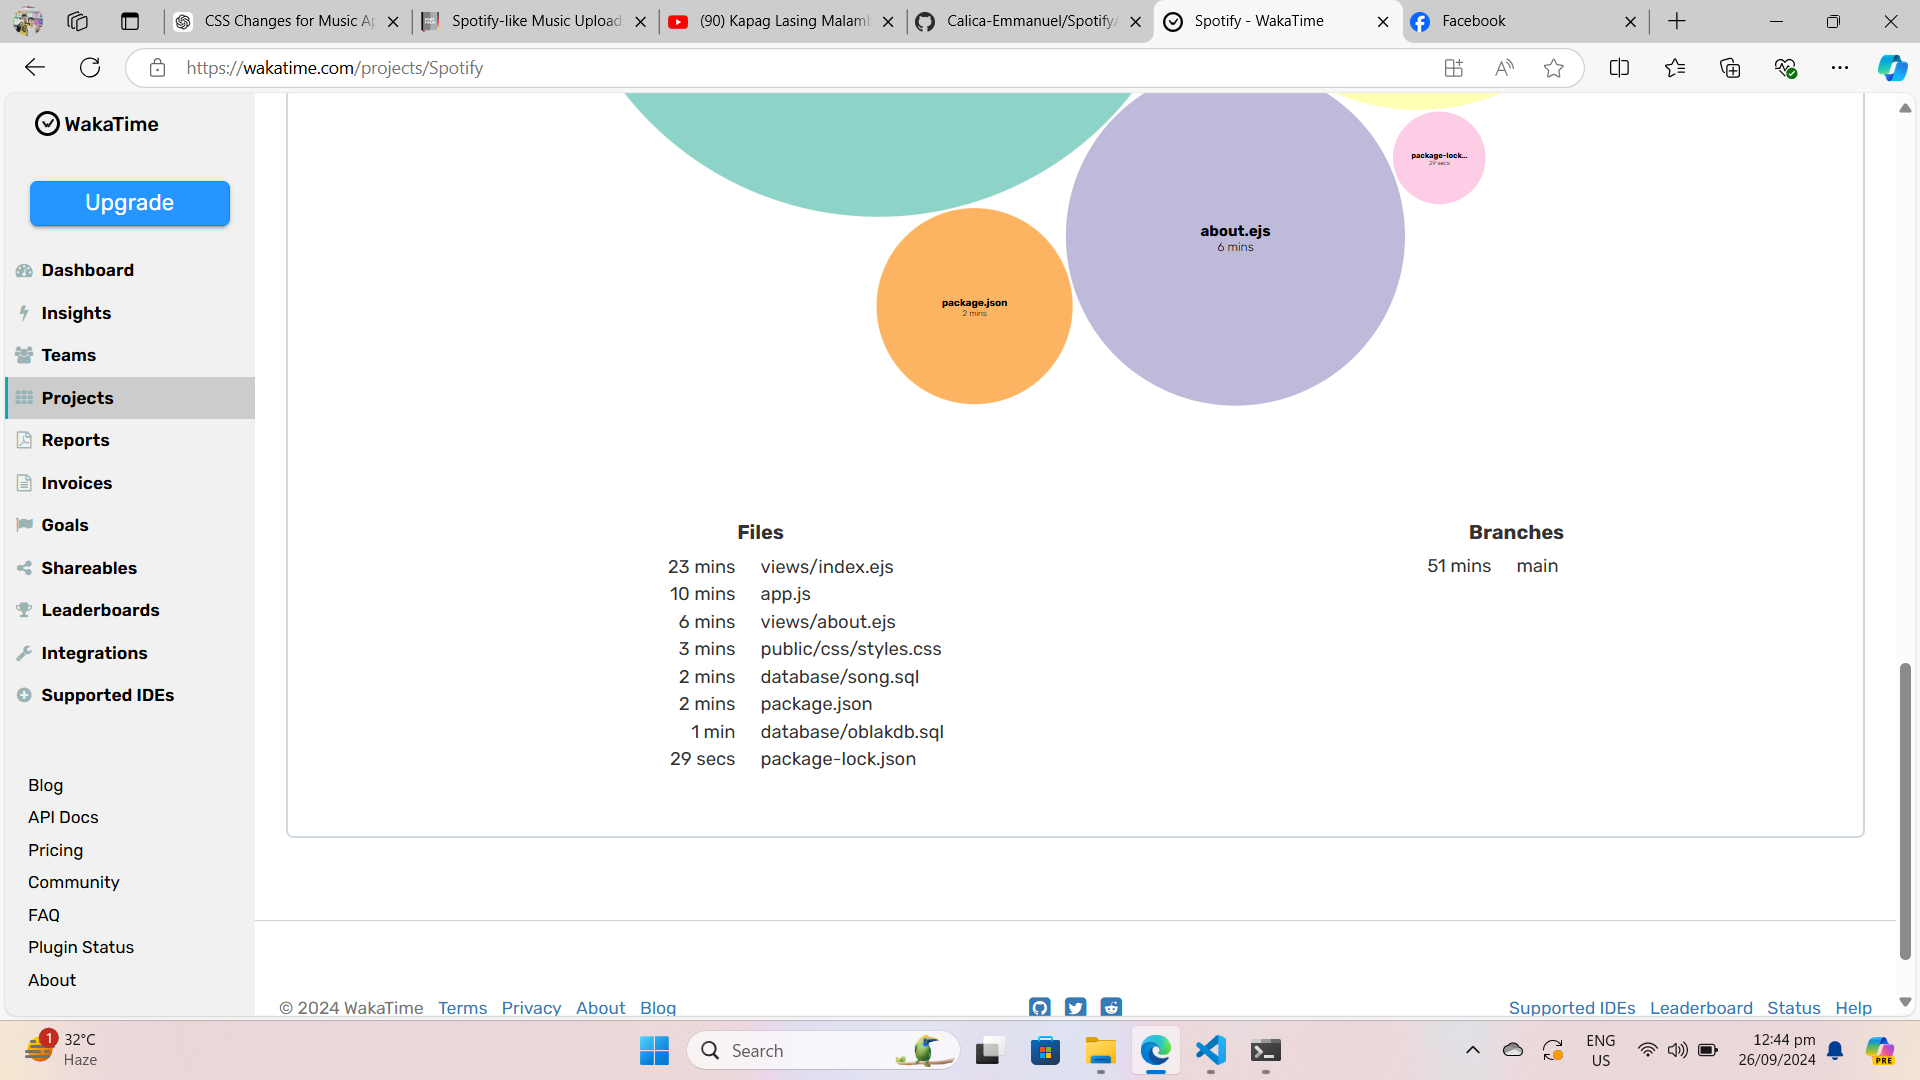 CSS Changes for Music Ap
Spotify-like Music Upload
(90) Kapag Lasing Malamb
Calica-Emmanuel/SpotifyA
Spotify - WakaTime
Facebook
https://wakatime.com/projects/Spotify
WakaTime
Upgrade
Dashboard
Insights
Teams
Projects
Reports
Invoices
Goals
Shareables
Leaderboards
Integrations
Supported IDEs
Blog
API Docs
Pricing
Community
FAQ
Plugin Status
About
package-lock...
29 secs
about.ejs
6 mins
package.json
2 mins
Files
23 mins views/index.ejs
10 mins app.js
6 mins views/about.ejs
3 mins public/css/styles.css
2 mins database/song.sql
2 mins package.json
1 min database/oblakdb.sql
29 secs package-lock.json
Branches
51 mins main
© 2024 WakaTime Terms Privacy About Blog
Supported IDEs Leaderboard Status Help
1
32°C
Haze
Search
ENG
US
12:44 pm
26/09/2024
PRE